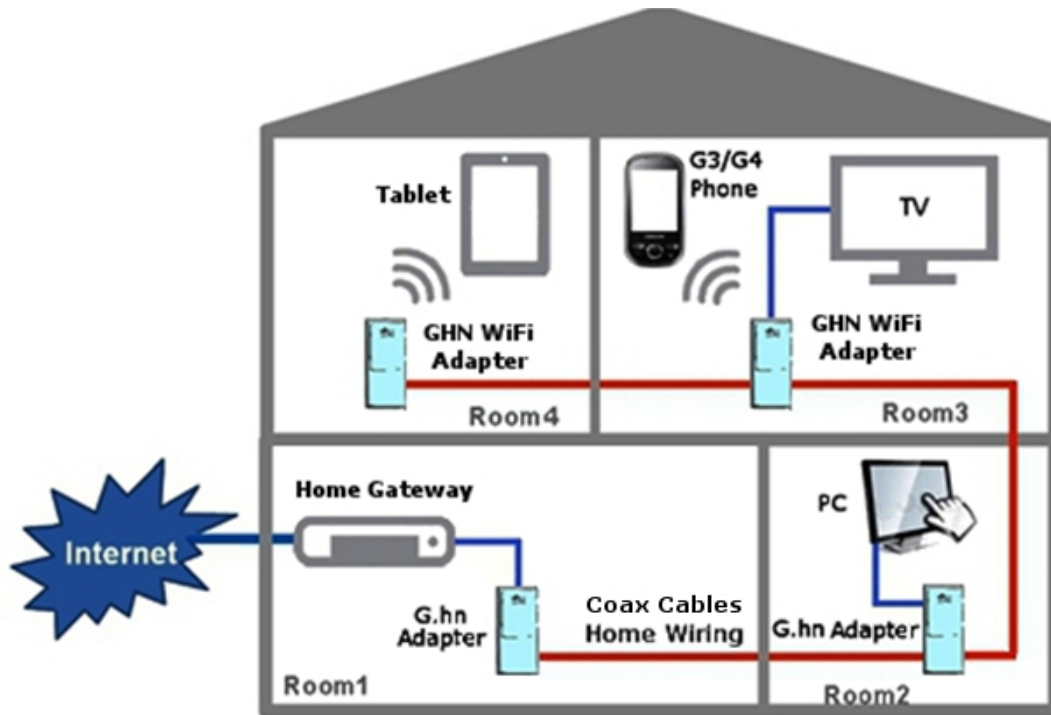 Tablet
G3/G4
Phone
TV
GHN WiFi
Adapter
GHN WiFi
Adapter
Room4
Room3
Home Gateway
PC
Internet
G.hn
Adapter
Coax Cables
Home Wiring
G.hn Adapter
Room1
Room2